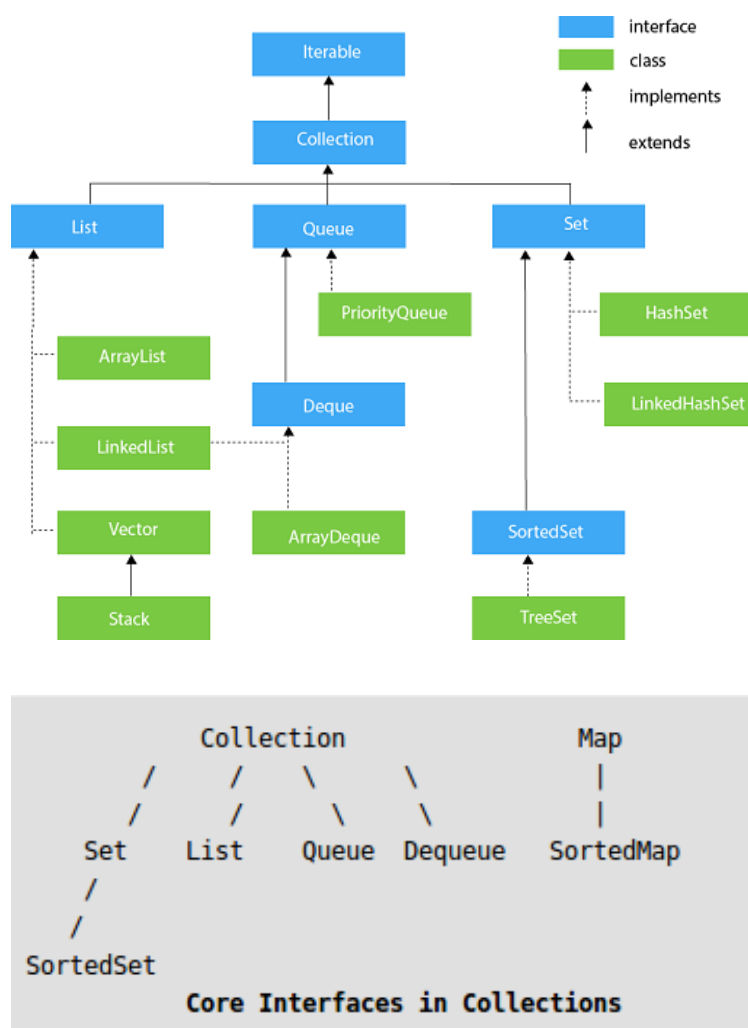 Iterable
interface
class
Collection
implements
extends
List
Queue
Set
PriorityQueue
HashSet
ArrayList
Deque
LinkedHashSet
LinkedList
Vector
ArrayDeque
SortedSet
Stack
TreeSet
Collection Map
/ / \ \ |
/ / \ \ |
Set List Queue Dequeue SortedMap
/
/
SortedSet
Core Interfaces in Collections